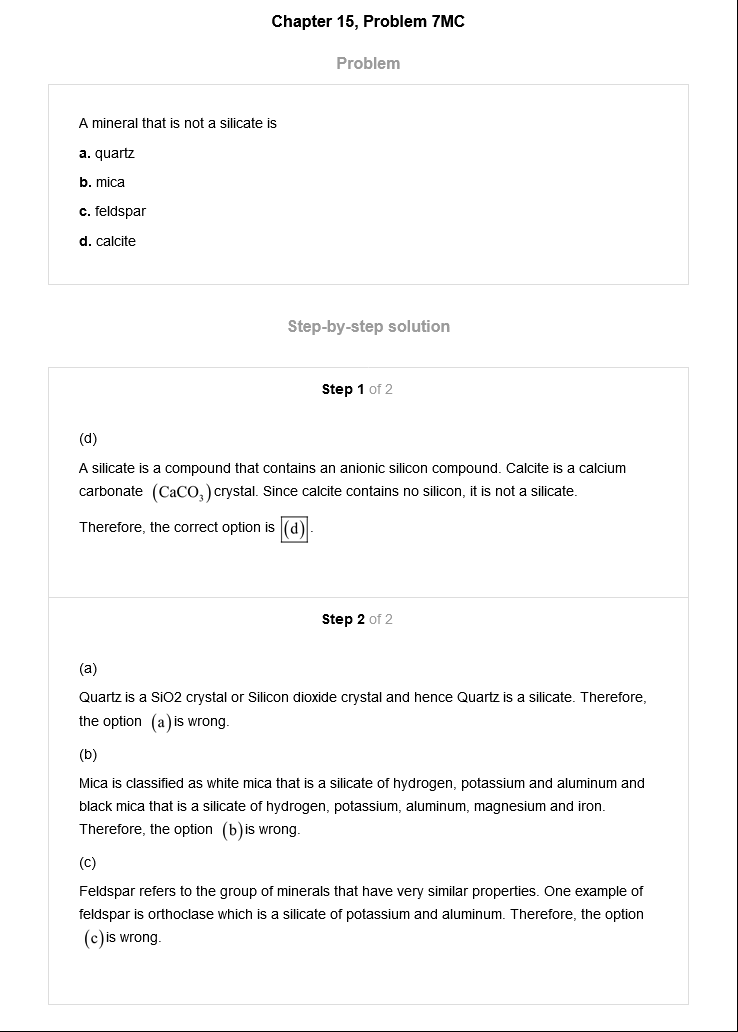 Chapter 15, Problem 7MC
Problem
A mineral that is not a silicate is
a. quartz
b. mica
c. feldspar
d. calcite
Step-by-step solution
Step 1 of 2
(d)
A silicate is a compound that contains an anionic silicon compound. Calcite is a calcium
carbonate (CaCO₃) crystal. Since calcite contains no silicon, it is not a silicate.
Therefore, the correct option is (d).
Step 2 of 2
(a)
Quartz is a SiO2 crystal or Silicon dioxide crystal and hence Quartz is a silicate. Therefore,
the option (a) is wrong.
(b)
Mica is classified as white mica that is a silicate of hydrogen, potassium and aluminum and
black mica that is a silicate of hydrogen, potassium, aluminum, magnesium and iron.
Therefore, the option (b) is wrong.
(c)
Feldspar refers to the group of minerals that have very similar properties. One example of
feldspar is orthoclase which is a silicate of potassium and aluminum. Therefore, the option
(c) is wrong.